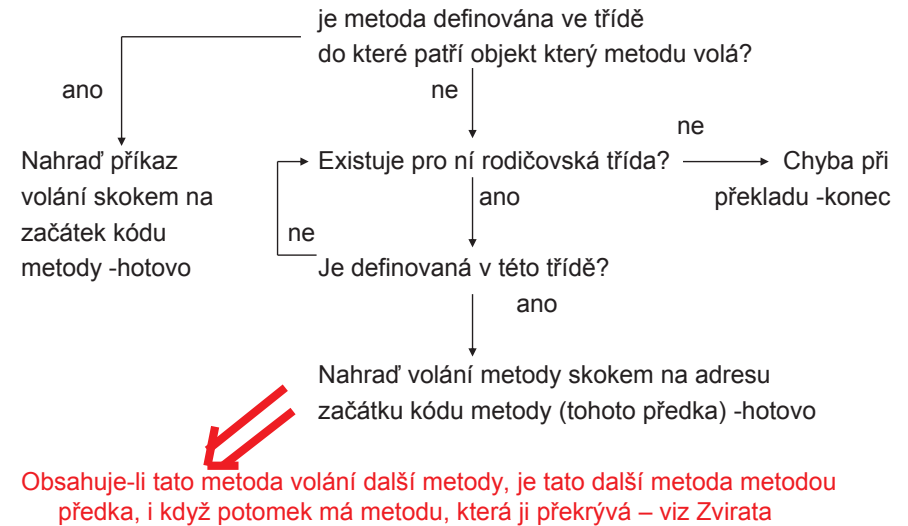 je metoda definována ve třídě
do které patří objekt který metodu volá?
ano
ne
ne
Nahraď příkaz
volání skokem na
začátek kódu
metody -hotovo
Existuje pro ní rodičovská třída?
Chyba při
překladu -konec
ano
ne
Je definovaná v této třídě?
ano
Nahraď volání metody skokem na adresu
začátku kódu metody (tohoto předka) -hotovo
Obsahuje-li tato metoda volání další metody, je tato další metoda metodou
předka, i když potomek má metodu, která ji překrývá – viz Zvirata